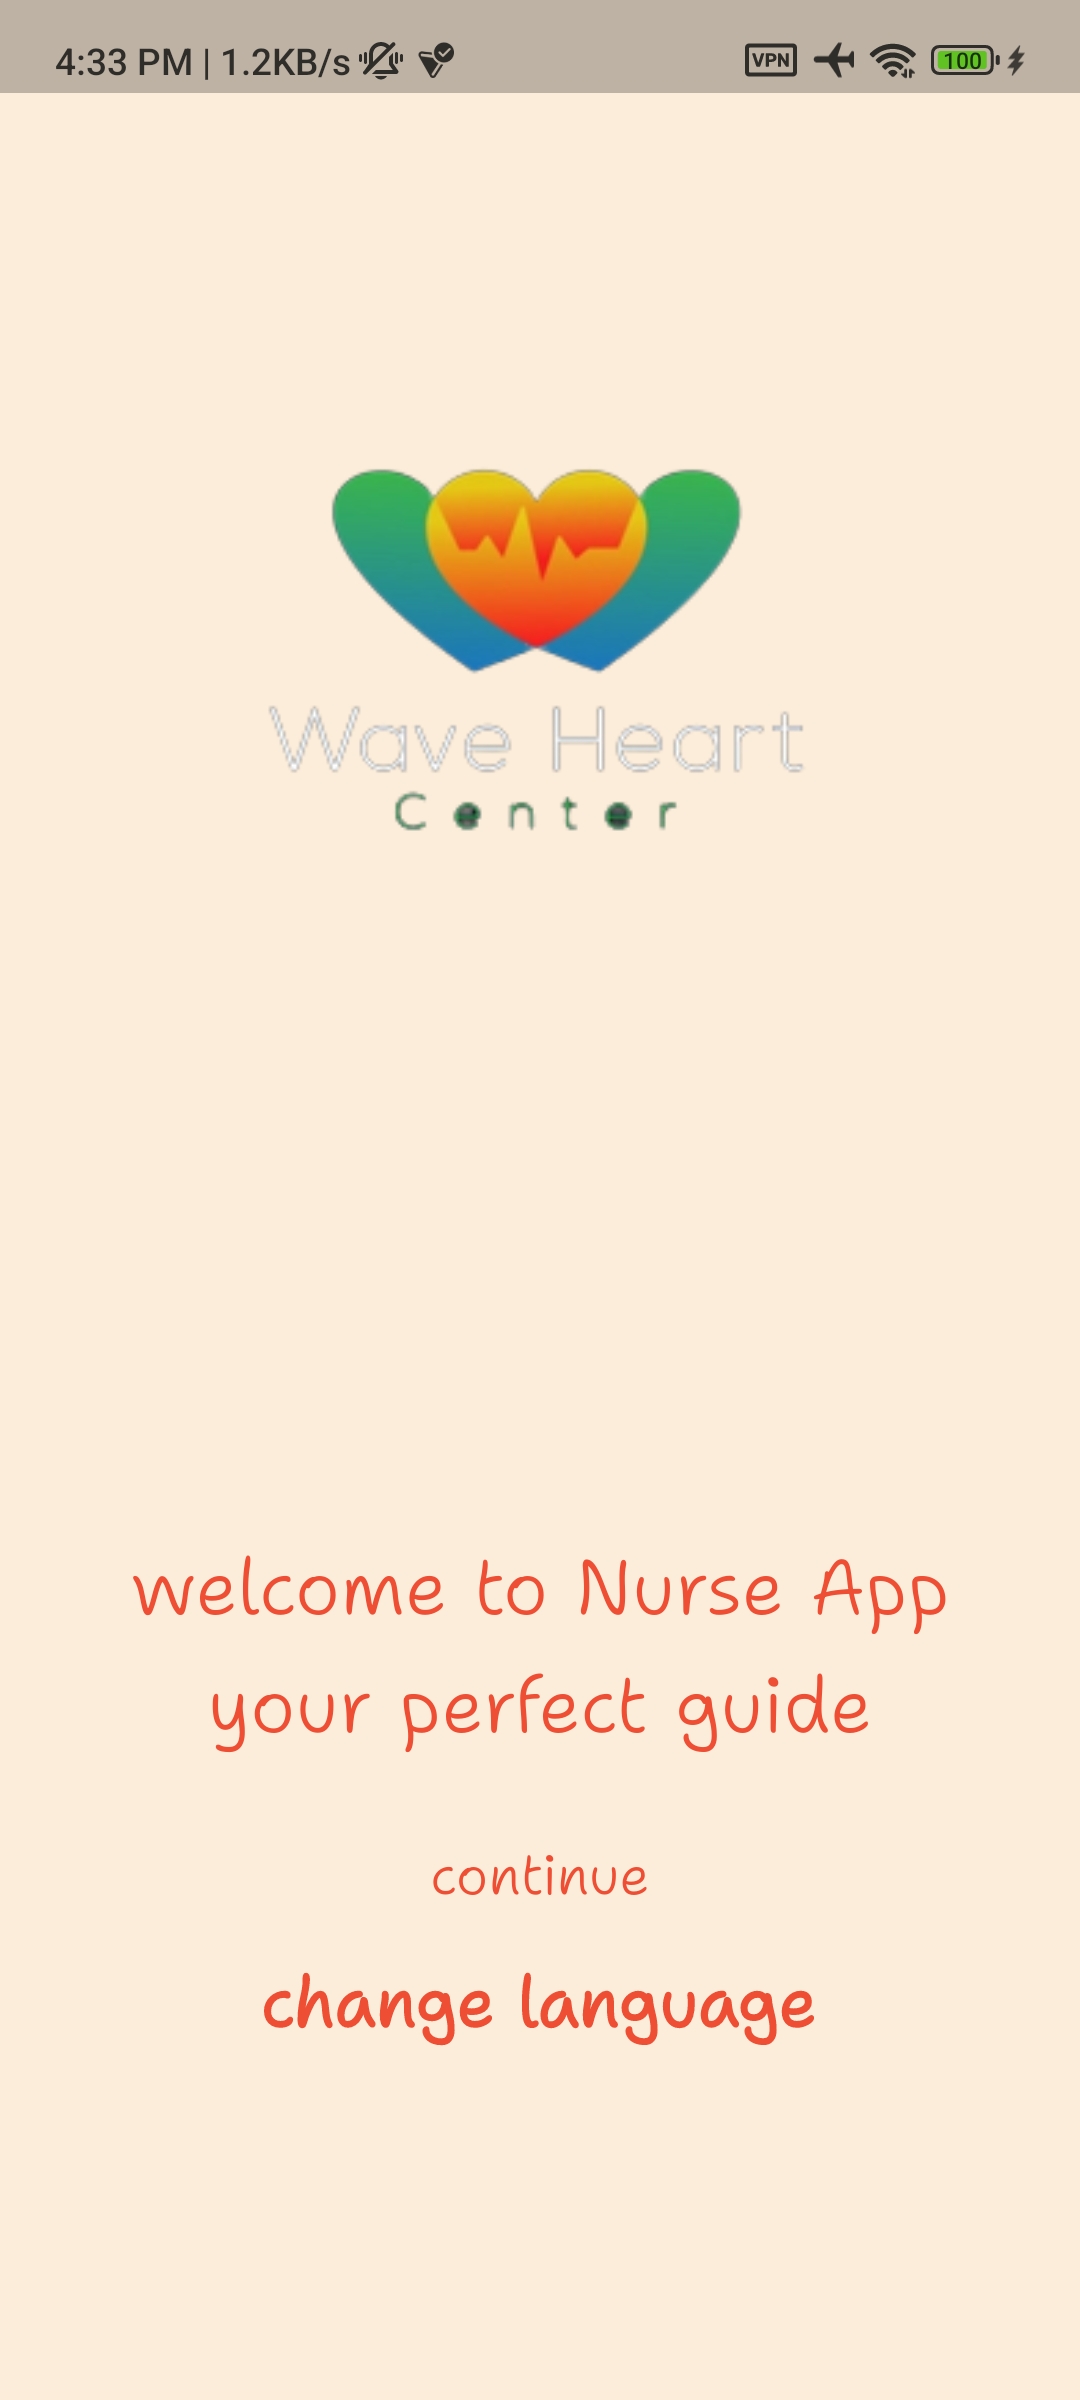 4:33 PM | 1.2KB/s
VPN
100
Wave Heart
Center
welcome to Nurse App
your perfect guide
continue
change language